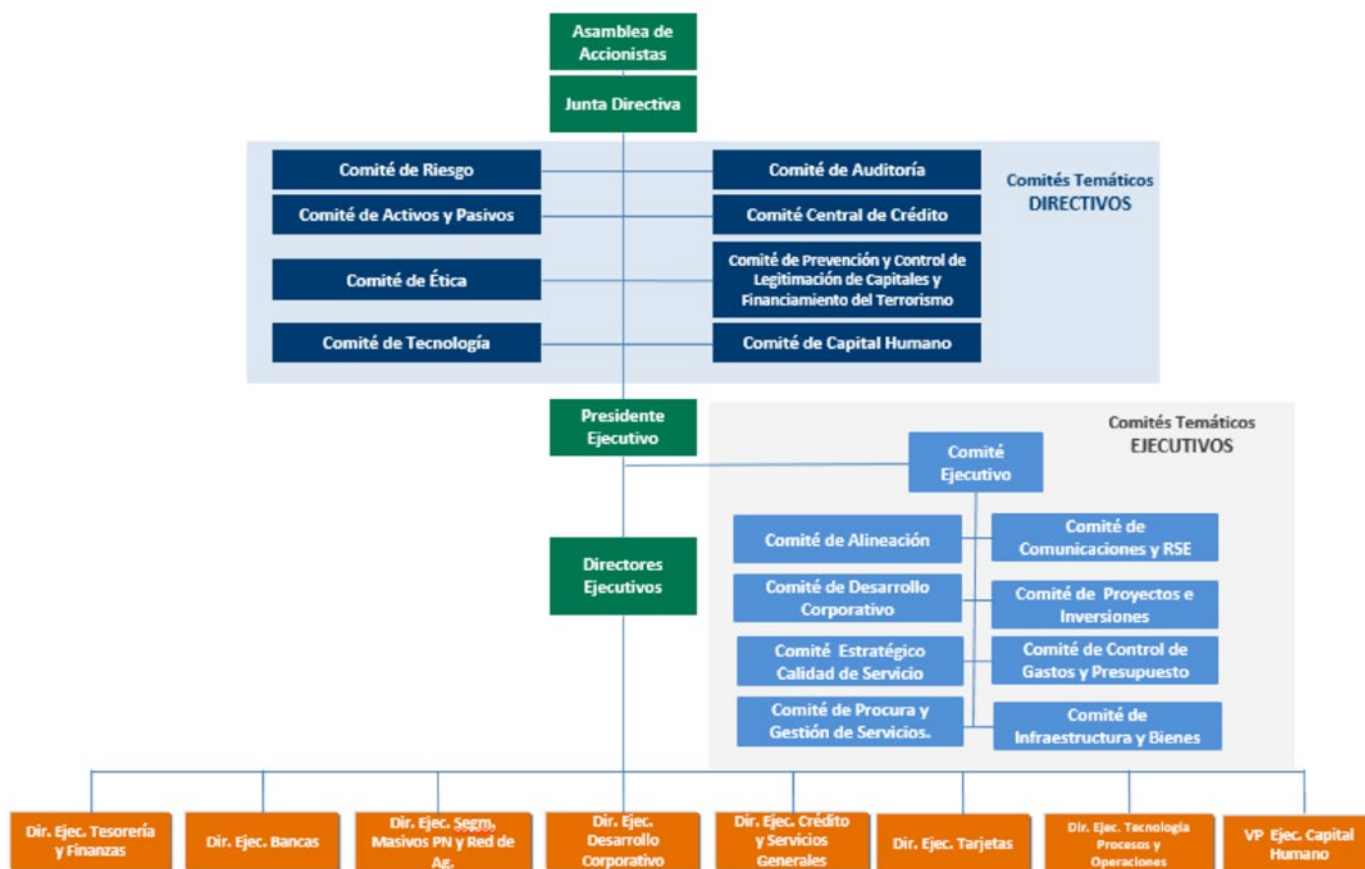 Asamblea de
Accionistas
Junta Directiva
Comité de Riesgo
Comité de Auditoría
Comités Temáticos
DIRECTIVOS
Comité de Activos y Pasivos
Comité Central de Crédito
Comité de Ética
Comité de Prevención y Control de
Legitimación de Capitales y
Financiamiento del Terrorismo
Comité de Tecnología
Comité de Capital Humano
Presidente
Ejecutivo
Comités Temáticos
EJECUTIVOS
Comité
Ejecutivo
Comité de Alineación
Comité de
Comunicaciones y RSE
Directores
Ejecutivos
Comité de Desarrollo
Corporativo
Comité de Proyectos e
Inversiones
Comité Estratégico
Calidad de Servicio
Comité de Control de
Gastos y Presupuesto
Comité de Procura y
Gestión de Servicios.
Comité de
Infraestructura y Bienes
Dir. Ejec. Tesorería
y Finanzas
Dir. Ejec. Bancas
Dir. Ejec. Segm.
Masivos PN y Red de
Ag.
Dir. Ejec.
Desarrollo
Corporativo
Dir. Ejec. Crédito
y Servicios
Generales
Dir. Ejec. Tarjetas
Dir. Ejec. Tecnología
Procesos y
Operaciones
VP Ejec. Capital
Humano